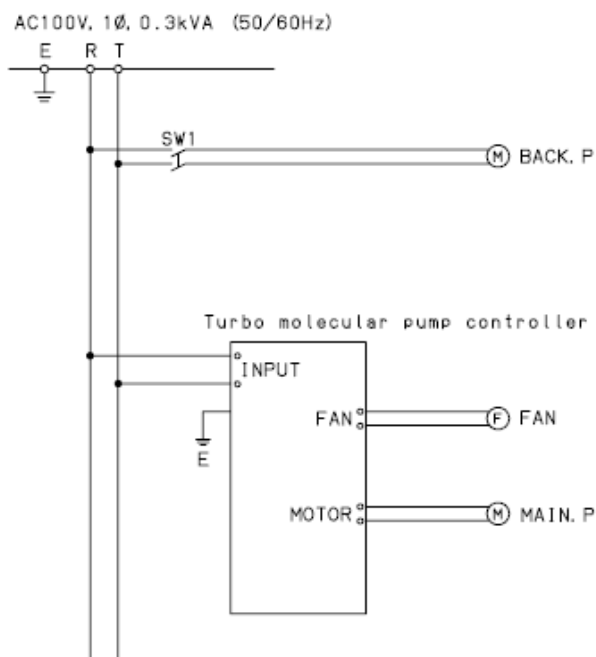 AC100V, 1Ø, 0.3kVA (50/60Hz)
E R T
SW1
M BACK. P
Turbo molecular pump controller
INPUT
FAN F FAN
E
MOTOR M MAIN. P